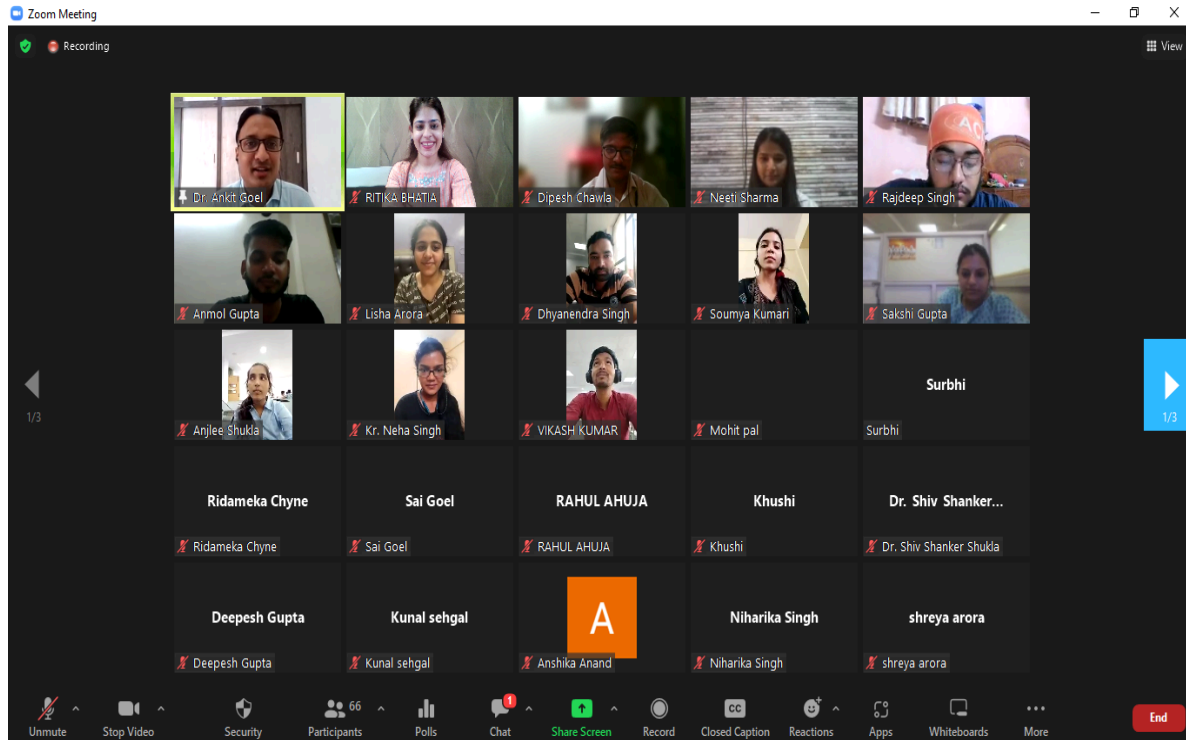 Zoom Meeting
Recording
View
Dr. Ankit Goel
RITIKA BHATIA
Dipesh Chawla
Neeti Sharma
AC
Rajdeep Singh
Anmol Gupta
Lisha Arora
Dhyanendra Singh
Soumya Kumari
Sakshi Gupta
Anjlee Shukla
Kr. Neha Singh
VIKASH KUMAR
Mohit pal
Surbhi
Surbhi
1/3
1/3
Ridameka Chyne
Ridameka Chyne
Sai Goel
Sai Goel
RAHUL AHUJA
RAHUL AHUJA
Khushi
Khushi
Dr. Shiv Shanker...
Dr. Shiv Shanker Shukla
Deepesh Gupta
Deepesh Gupta
Kunal sehgal
Kunal sehgal
A
Anshika Anand
Niharika Singh
Niharika Singh
shreya arora
shreya arora
Unmute
Stop Video
Security
66
Participants
Polls
1
Chat
Share Screen
Record
CC
Closed Caption
Reactions
Apps
Whiteboards
More
End